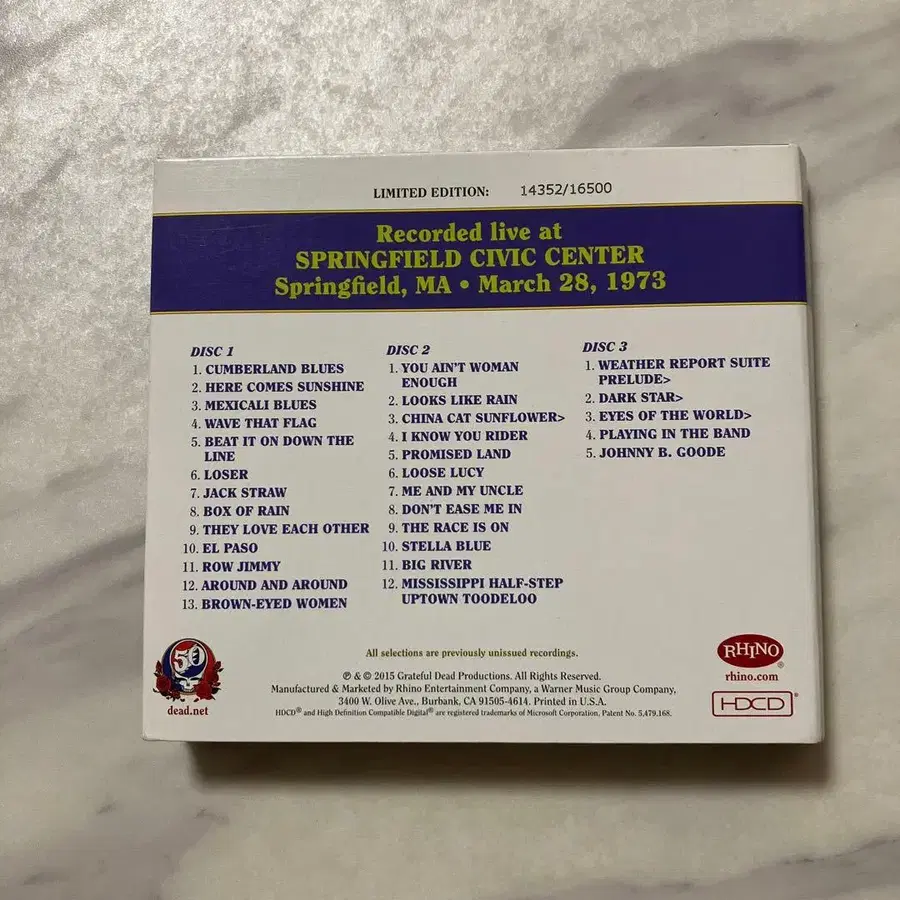 LIMITED EDITION: 14352/16500
Recorded live at
SPRINGFIELD CIVIC CENTER
Springfield, MA • March 28, 1973
DISC 1
1. CUMBERLAND BLUES
2. HERE COMES SUNSHINE
3. MEXICALI BLUES
4. WAVE THAT FLAG
5. BEAT IT ON DOWN THE
LINE
6. LOSER
7. JACK STRAW
8. BOX OF RAIN
9. THEY LOVE EACH OTHER
10. EL PASO
11. ROW JIMMY
12. AROUND AND AROUND
13. BROWN-EYED WOMEN
DISC 2
1. YOU AIN'T WOMAN
ENOUGH
2. LOOKS LIKE RAIN
3. CHINA CAT SUNFLOWER>
4. I KNOW YOU RIDER
5. PROMISED LAND
6. LOOSE LUCY
7. ME AND MY UNCLE
8. DON'T EASE ME IN
9. THE RACE IS ON
10. STELLA BLUE
11. BIG RIVER
12. MISSISSIPPI HALF-STEP
UPTOWN TOODELOO
DISC 3
1. WEATHER REPORT SUITE
PRELUDE>
2. DARK STAR>
3. EYES OF THE WORLD>
4. PLAYING IN THE BAND
5. JOHNNY B. GOODE
50
dead.net
All selections are previously unissued recordings.
℗ & © 2015 Grateful Dead Productions. All Rights Reserved.
Manufactured & Marketed by Rhino Entertainment Company, a Warner Music Group Company,
3400 W. Olive Ave., Burbank, CA 91505-4614. Printed in U.S.A.
HDCD® and High Definition Compatible Digital® are registered trademarks of Microsoft Corporation, Patent No. 5,479,168.
RHINO®
rhino.com
HDCD®